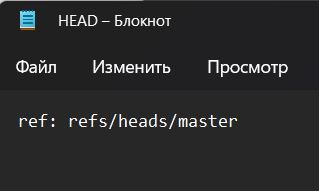 HEAD – Блокнот
Файл Изменить Просмотр
ref: refs/heads/master